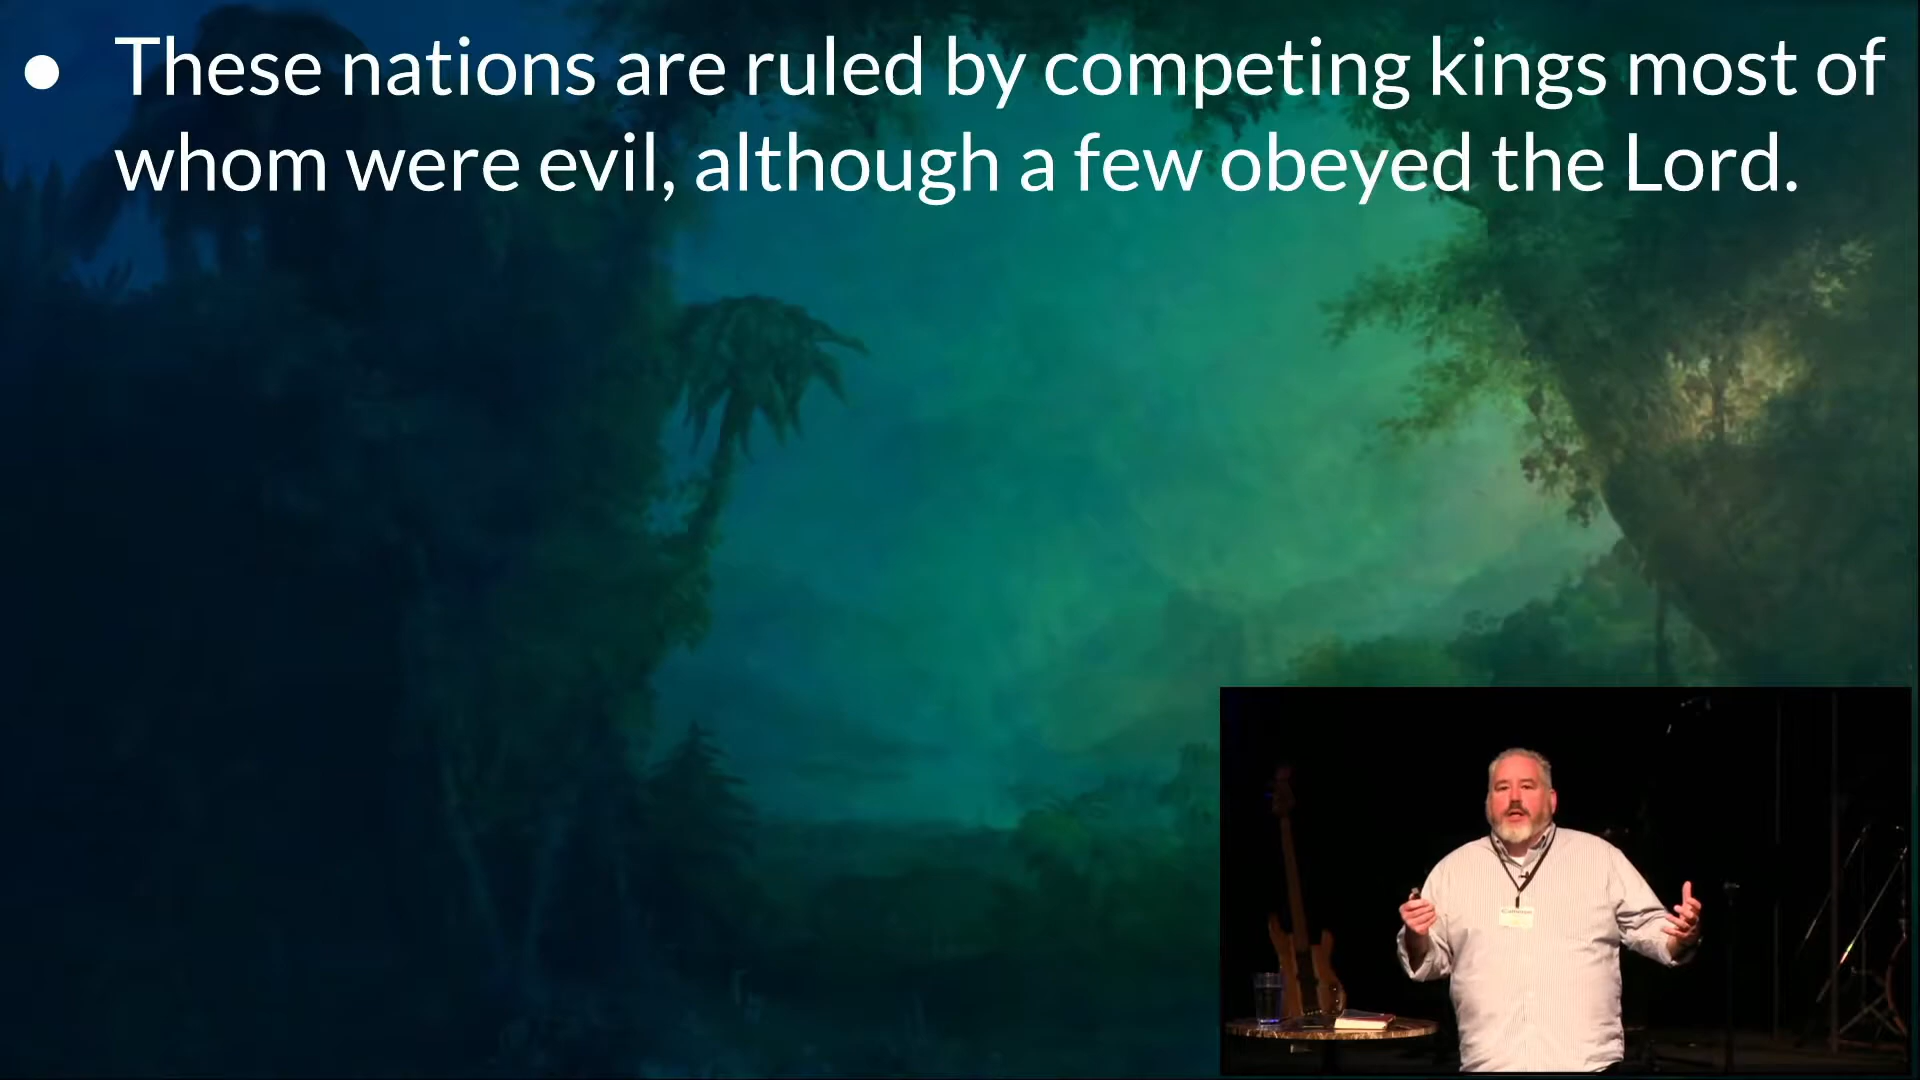 • These nations are ruled by competing kings most of
whom were evil, although a few obeyed the Lord.